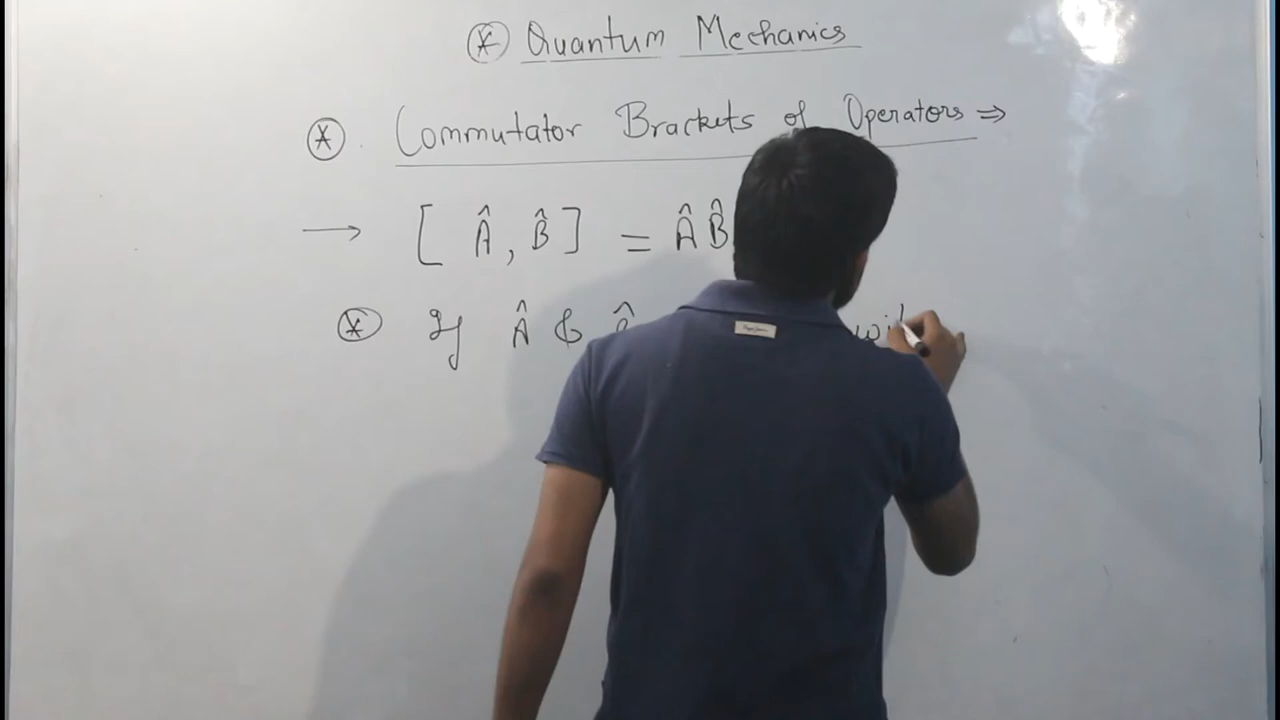 Ⓧ Quantum Mechanics
Ⓧ. Commutator Brackets of Operators ⇒
→ [ Â , B̂ ] = Â B̂
Ⓧ If Â &